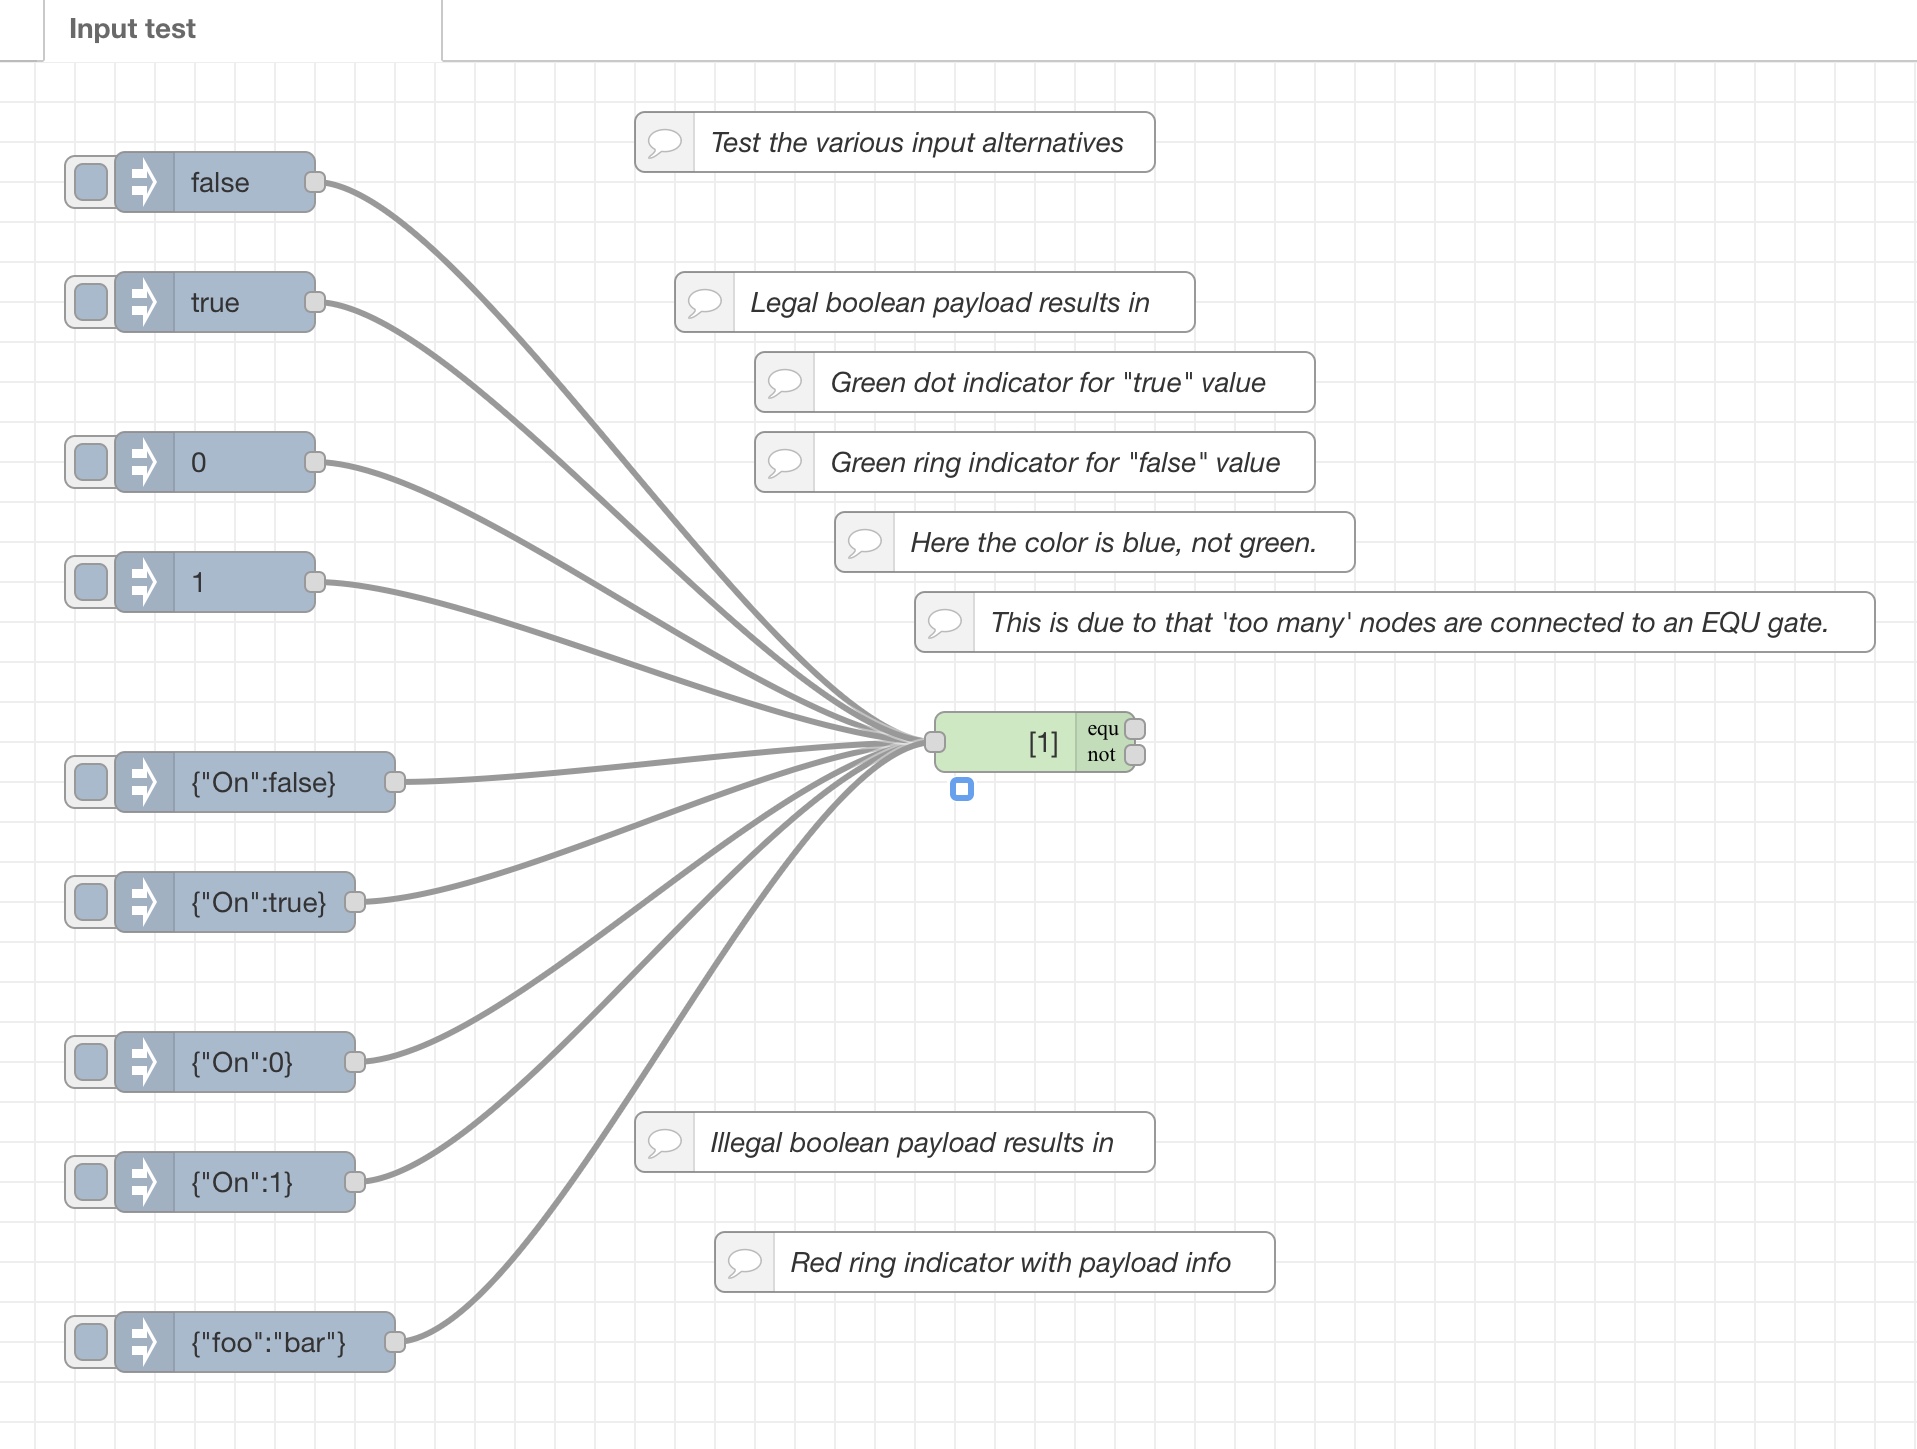 Input test
Test the various input alternatives
false
true
Legal boolean payload results in
Green dot indicator for "true" value
0
Green ring indicator for "false" value
Here the color is blue, not green.
1
This is due to that 'too many' nodes are connected to an EQU gate.
[1]
equ
not
{"On":false}
{"On":true}
{"On":0}
Illegal boolean payload results in
{"On":1}
Red ring indicator with payload info
{"foo":"bar"}